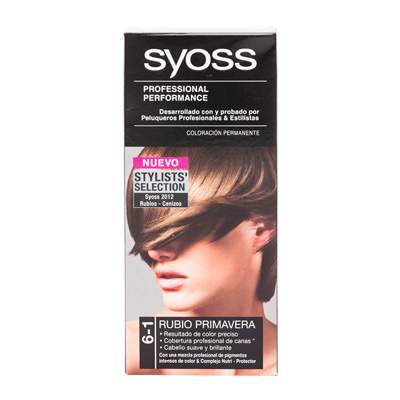 syoss
PROFESSIONAL
PERFORMANCE
Desarrollado con y probado por
Peluqueros Profesionales & Estilistas
COLORACIÓN PERMANENTE
NUEVO
STYLISTS'
SELECTION
Syoss 2012
Rubios - Cenizos
6-1
RUBIO PRIMAVERA
• Resultado de color preciso
• Cobertura profesional de canas *
• Cabello suave y brillante
Con una mezcla profesional de pigmentos
intensos de color & Complejo Nutri - Protector